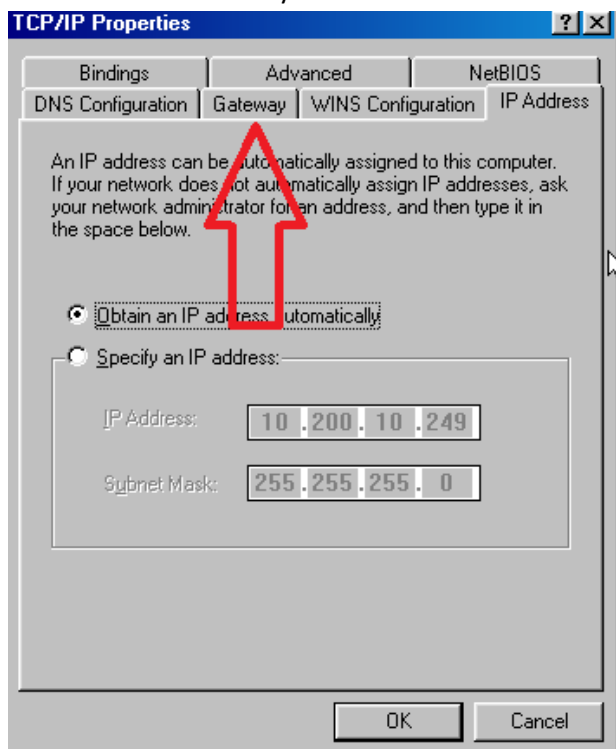 TCP/IP Properties
Bindings Advanced NetBIOS
DNS Configuration Gateway WINS Configuration IP Address
An IP address can be automatically assigned to this computer.
If your network does not automatically assign IP addresses, ask
your network administrator for an address, and then type it in
the space below.
Obtain an IP address automatically
Specify an IP address:
IP Address: 10 . 200 . 10 . 249
Subnet Mask: 255 . 255 . 255 . 0
OK Cancel